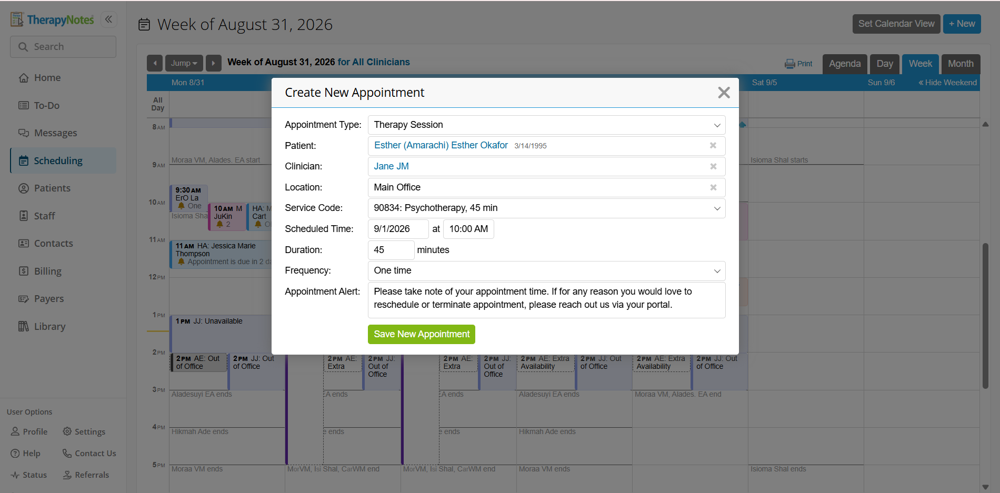 TherapyNotes
Search
Home
To-Do
Messages
Scheduling
Patients
Staff
Contacts
Billing
Payers
Library
User Options
Profile
Settings
Help
Contact Us
Status
Referrals
Week of August 31, 2026
Set Calendar View
+ New
Jump
Week of August 31, 2026 for All Clinicians
Print
Agenda
Day
Week
Month
Mon 8/31
Sat 9/5
Sun 9/6
« Hide Weekend
All
Day
8 AM
Moraa VM, Alades. EA start
Isioma Shal starts
9 AM
9:30 AM
ErO La
One
10 AM
Isioma Sha
10 AM M
JuKin
2
HA: M
Cart
11 AM
11 AM HA: Jessica Marie
Thompson
Appointment is due in 2 da
12 PM
1 PM
1 PM JJ: Unavailable
2 PM
2 PM AE: Out
of Office
2 PM JJ: Out
of Office
2 PM AE:
Extra
2 PM JJ:
Out of
Office
2 PM AE:
Extra
2 PM JJ:
Out of
Office
2 PM AE: Extra
Availability
2 PM JJ: Out
of Office
2 PM AE: Extra
Availability
2 PM JJ: Out
of Office
3 PM
Aladesuyi EA ends
EA ends
EA ends
Aladesuyi EA ends
Moraa VM, Alades. EA end
4 PM
Hikmah Ade ends
e ends
e ends
Hikmah Ade ends
5 PM
Moraa VM ends
MorVM, Isi Shal, CarWM end
MorVM, Isi Shal, CarWM end
Moraa VM ends
Isioma Shal ends
Create New Appointment
Appointment Type: Therapy Session
Patient: Esther (Amarachi) Esther Okafor 3/14/1995
Clinician: Jane JM
Location: Main Office
Service Code: 90834: Psychotherapy, 45 min
Scheduled Time: 9/1/2026 at 10:00 AM
Duration: 45 minutes
Frequency: One time
Appointment Alert: Please take note of your appointment time. If for any reason you would love to
reschedule or terminate appointment, please reach out us via your portal.
Save New Appointment